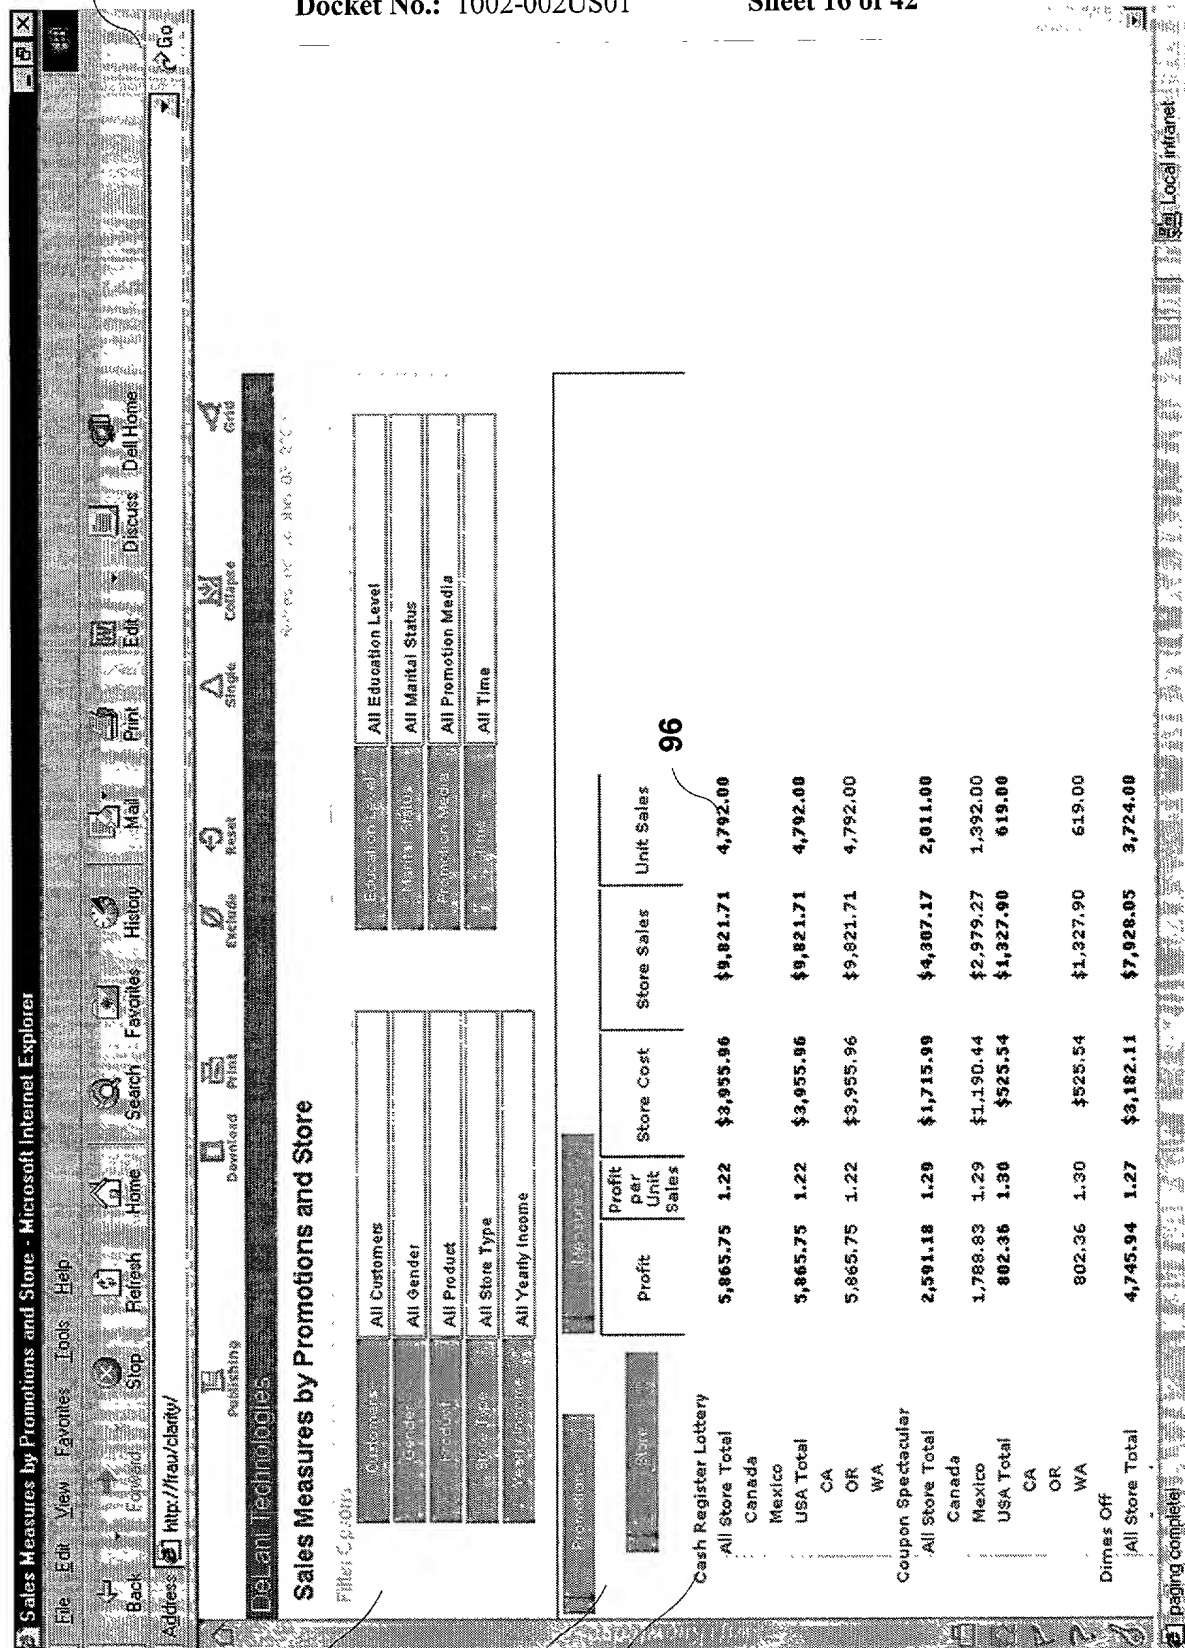 Docket No.: 1002-002US01 Sheet 16 of 42
Sales Measures by Promotions and Store - Microsoft Internet Explorer
File Edit View Favorites Tools Help
Back Forward Stop Refresh Home Search Favorites History Mail Print Edit Discuss Dell Home
Address http://frau/clarity/ Go
Publishing Download Print Exclude Reset Single Collapse Grid
DeLani Technologies
Sales Measures by Promotions and Store
Filter Options
Customers All Customers Education Level All Education Level
Gender All Gender Marital Status All Marital Status
Product All Product Promotion Media All Promotion Media
Store Type All Store Type Time All Time
Yearly Income All Yearly Income
Promotions Measures
Store Profit Profit per Unit Sales Store Cost Store Sales Unit Sales
96
Cash Register Lottery
All Store Total 5,865.75 1.22 $3,955.96 $9,821.71 4,792.00
Canada
Mexico
USA Total 5,865.75 1.22 $3,955.96 $9,821.71 4,792.00
CA
OR 5,865.75 1.22 $3,955.96 $9,821.71 4,792.00
WA
Coupon Spectacular
All Store Total 2,591.18 1.29 $1,715.99 $4,307.17 2,011.00
Canada
Mexico 1,788.83 1.29 $1,190.44 $2,979.27 1,392.00
USA Total 802.36 1.30 $525.54 $1,327.90 619.00
CA
OR
WA 802.36 1.30 $525.54 $1,327.90 619.00
Dimes Off
All Store Total 4,745.94 1.27 $3,182.11 $7,928.05 3,724.00
paging complete Local intranet